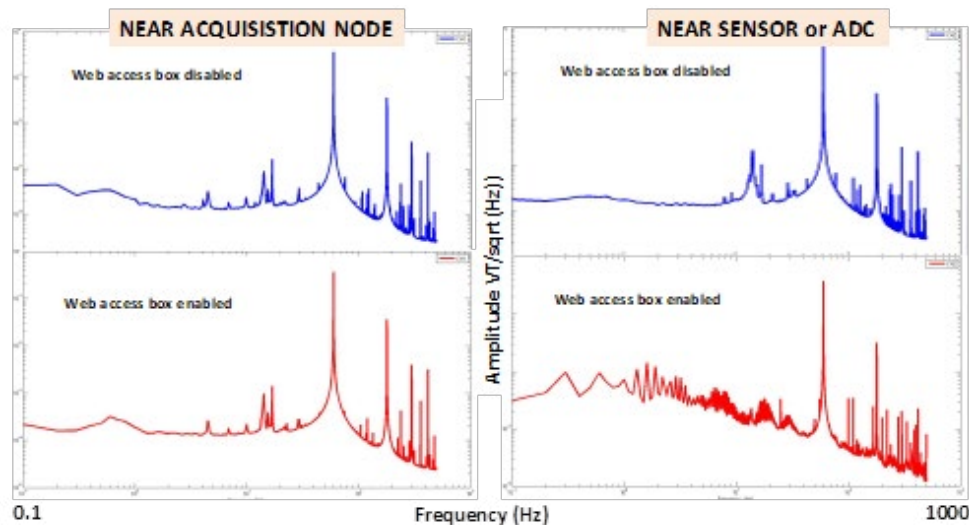 NEAR ACQUISISTION NODE
NEAR SENSOR or ADC
Web access box disabled
Web access box disabled
Amplitude VT/sqrt (Hz))
Web access box enabled
Web access box enabled
0.1
Frequency (Hz)
1000